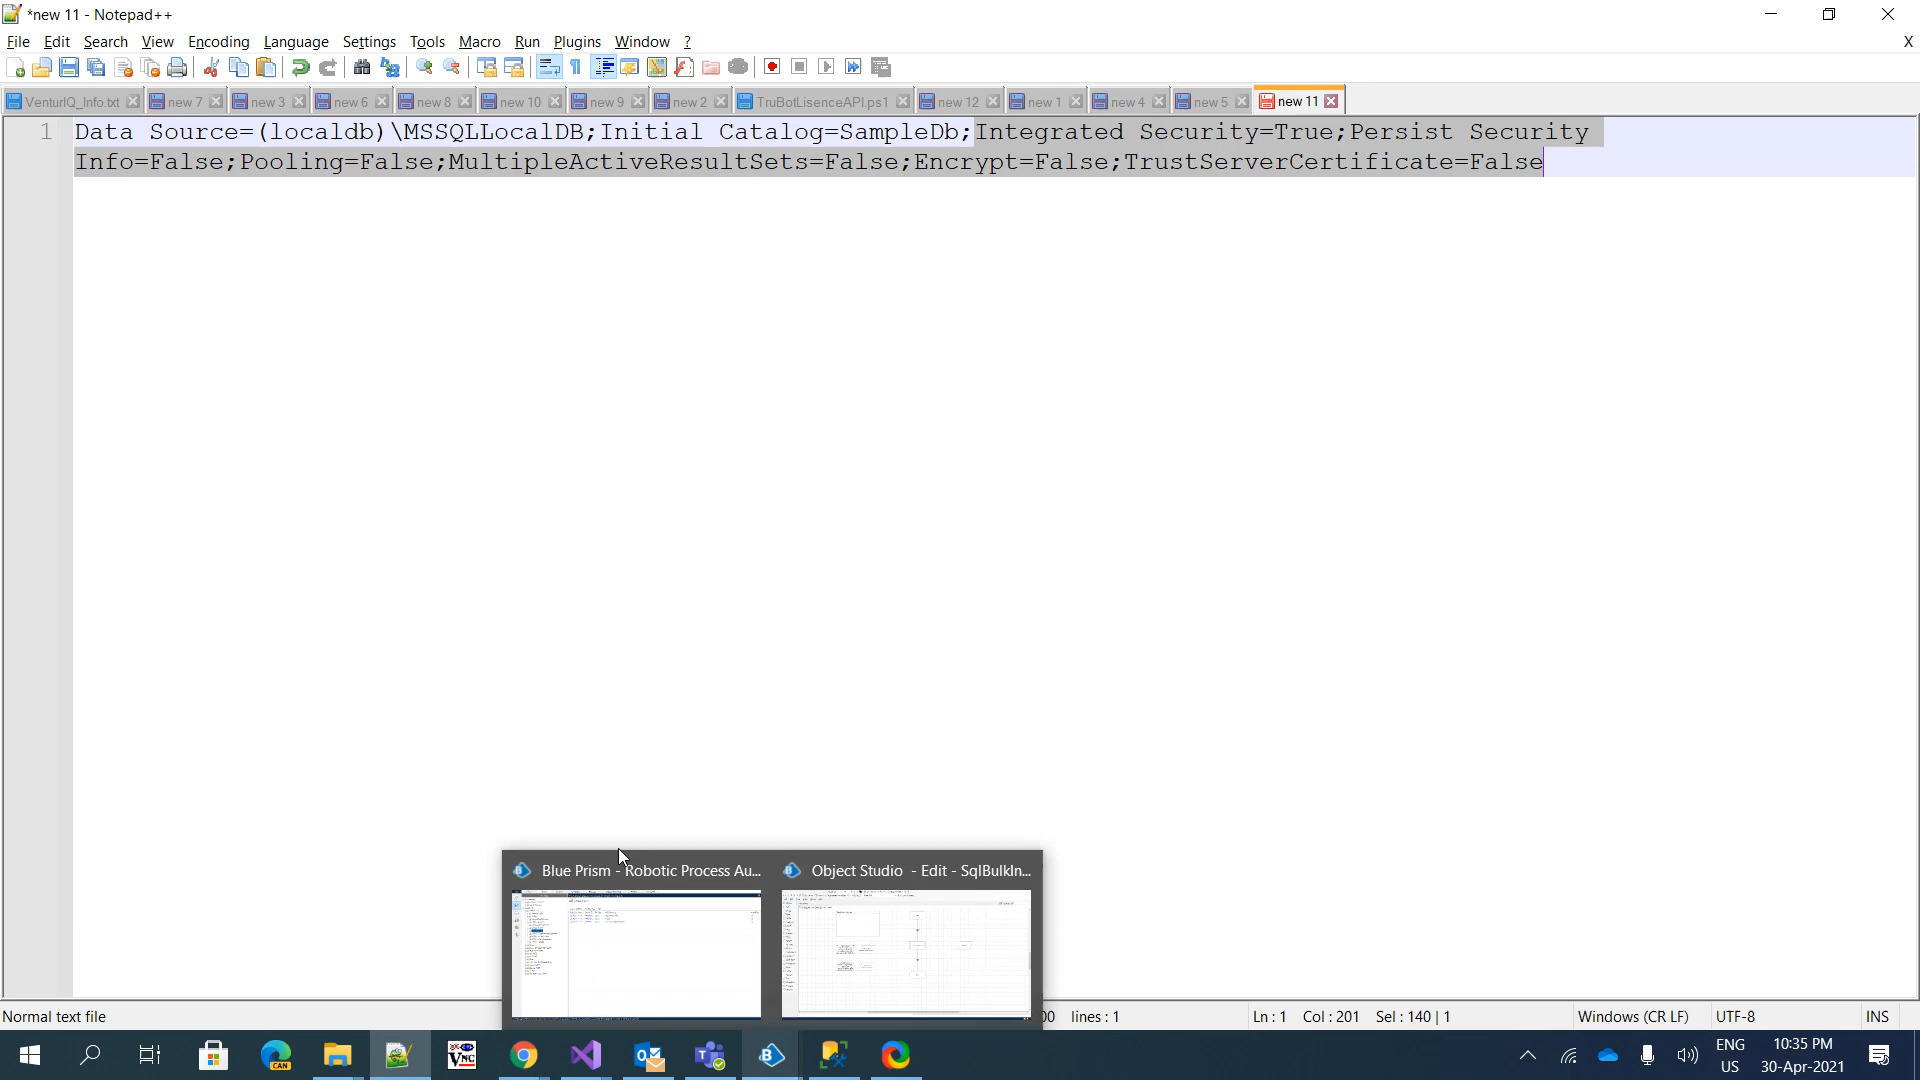 *new 11 - Notepad++
File Edit Search View Encoding Language Settings Tools Macro Run Plugins Window ? X
VenturIQ_Info.txt new 7 new 3 new 6 new 8 new 10 new 9 new 2 TruBotLisenceAPI.ps1 new 12 new 1 new 4 new 5 new 11
1 Data Source=(localdb)\MSSQLLocalDB;Initial Catalog=SampleDb;Integrated Security=True;Persist Security
Info=False;Pooling=False;MultipleActiveResultSets=False;Encrypt=False;TrustServerCertificate=False
Blue Prism - Robotic Process Au... Object Studio - Edit - SqlBulkIn...
Normal text file 00 lines : 1 Ln : 1 Col : 201 Sel : 140 | 1 Windows (CR LF) UTF-8 INS
CAN VNC ENG 10:35 PM
US 30-Apr-2021